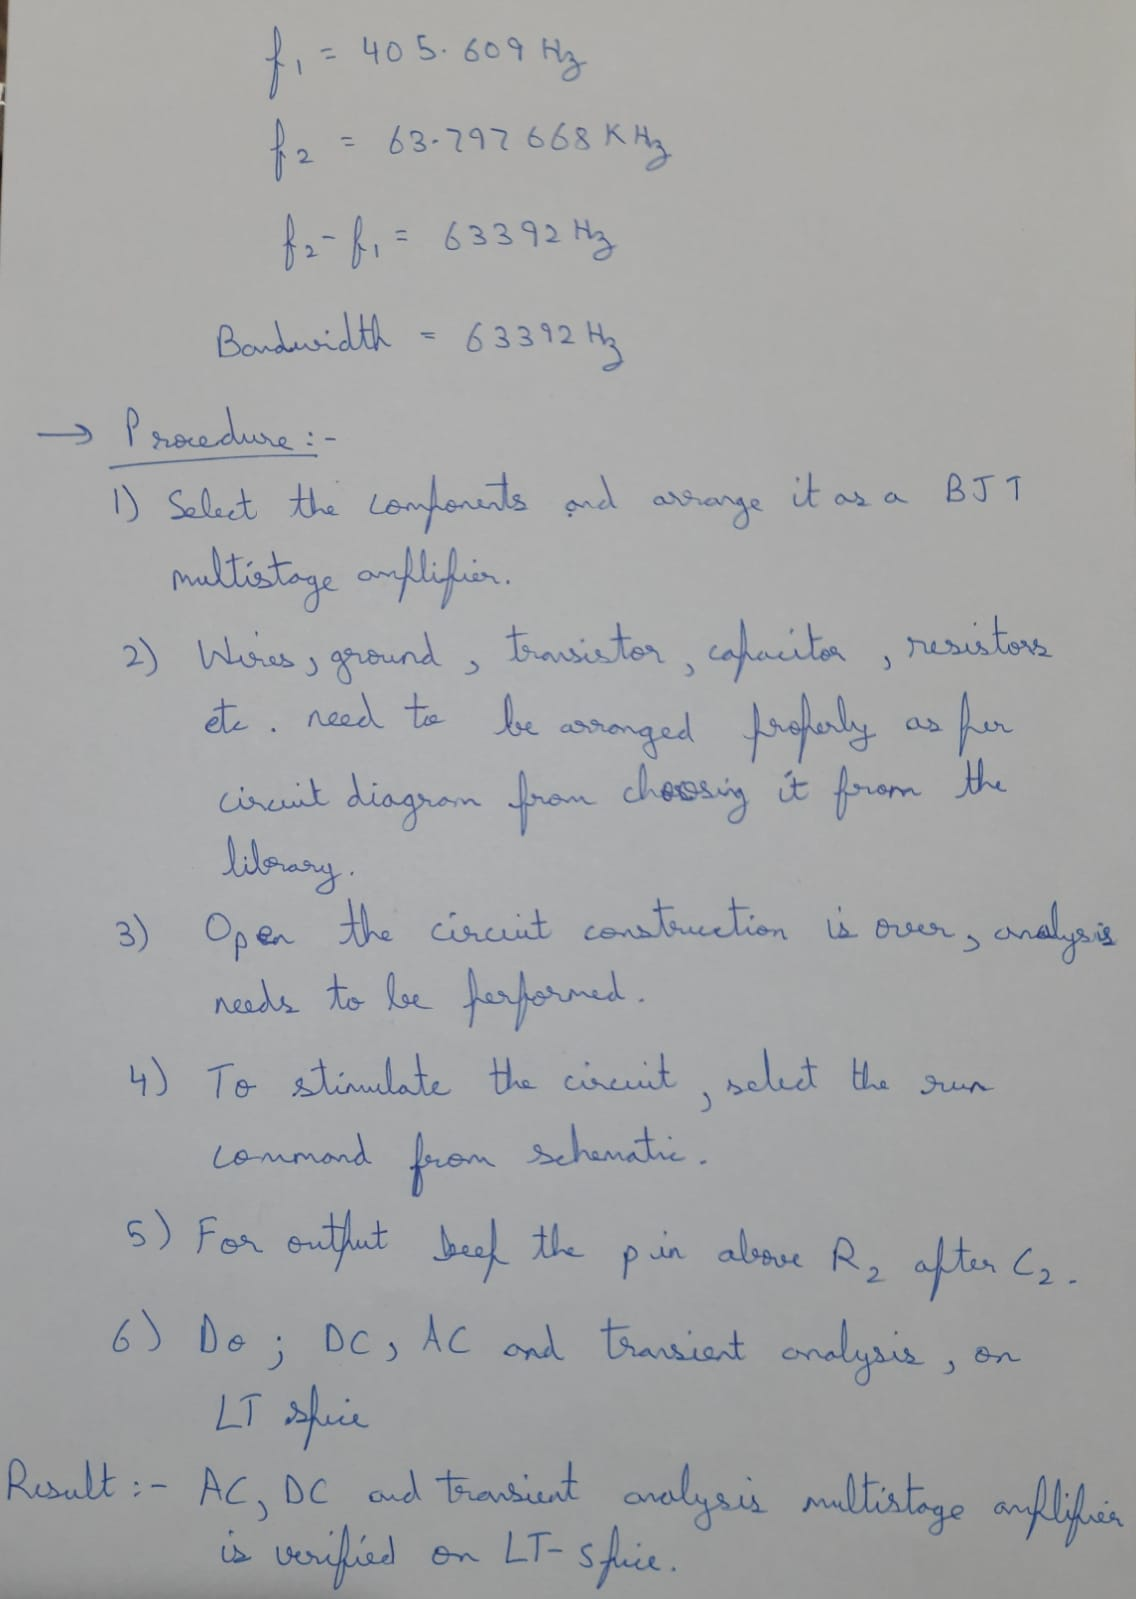 f₁ = 405.609 Hz
f₂ = 63.797668 KHz
f₂-f₁ = 63392 Hz
Bandwidth = 63392 Hz
→ Procedure :-
1) Select the components and arrange it as a BJT
multistage amplifier.
2) Wires, ground, transistor, capacitor, resistors
etc. need to be arranged properly as per
circuit diagram from choosing it from the
library.
3) Open the circuit construction is over, analysis
needs to be performed.
4) To stimulate the circuit, select the run
command from schematic.
5) For output keep the pin above R₂ after C₂.
6) Do ; DC, AC and transient analysis, on
LT spice
Result :- AC, DC and transient analysis multistage amplifier
is verified on LT-spice.